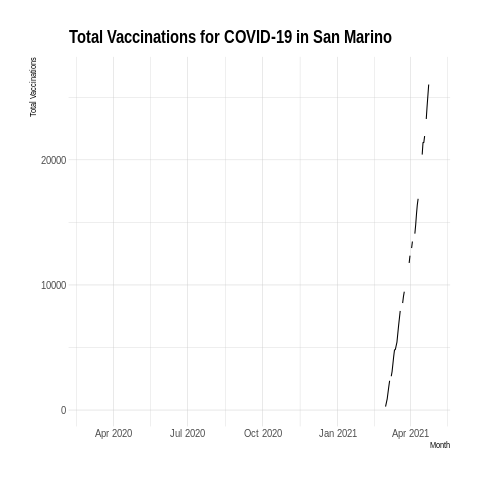 Total Vaccinations for COVID-19 in San Marino
Total Vaccinations
20000
10000
0
Apr 2020 Jul 2020 Oct 2020 Jan 2021 Apr 2021
Month